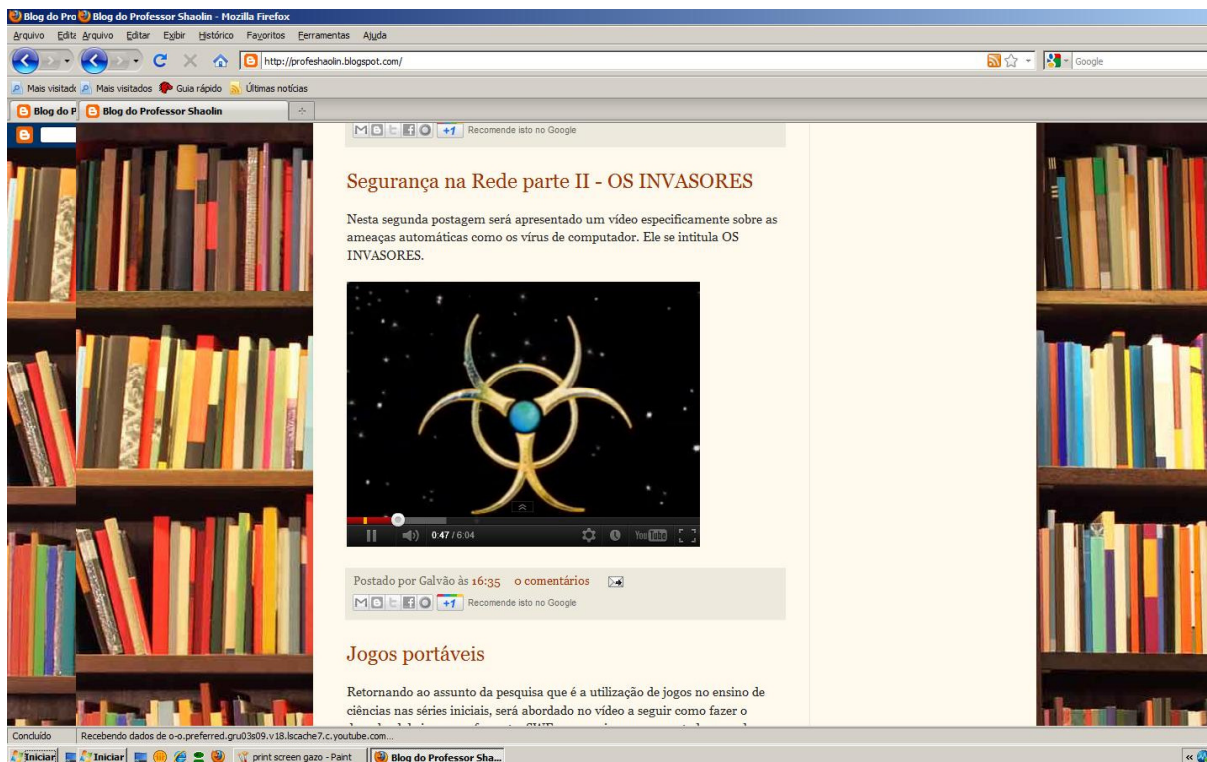 Blog do Pro Blog do Professor Shaolin - Mozilla Firefox
Arquivo Edita Arquivo Editar Exibir Histórico Favoritos Ferramentas Ajuda
http://profeshaolin.blogspot.com/
Google
Mais visitado Mais visitados Guia rápido Últimas notícias
Blog do P Blog do Professor Shaolin
+1 Recomende isto no Google
Segurança na Rede parte II - OS INVASORES
Nesta segunda postagem será apresentado um vídeo especificamente sobre as
ameaças automáticas como os vírus de computador. Ele se intitula OS
INVASORES.
0:47 / 6:04 YouTube
Postado por Galvão às 16:35 0 comentários
+1 Recomende isto no Google
Jogos portáveis
Retornando ao assunto da pesquisa que é a utilização de jogos no ensino de
ciências nas séries iniciais, será abordado no vídeo a seguir como fazer o
Concluído Recebendo dados de o-o.preferred.gru03s09.v18.lscache7.c.youtube.com...
Iniciar Iniciar print screen gazo - Paint Blog do Professor Sha...